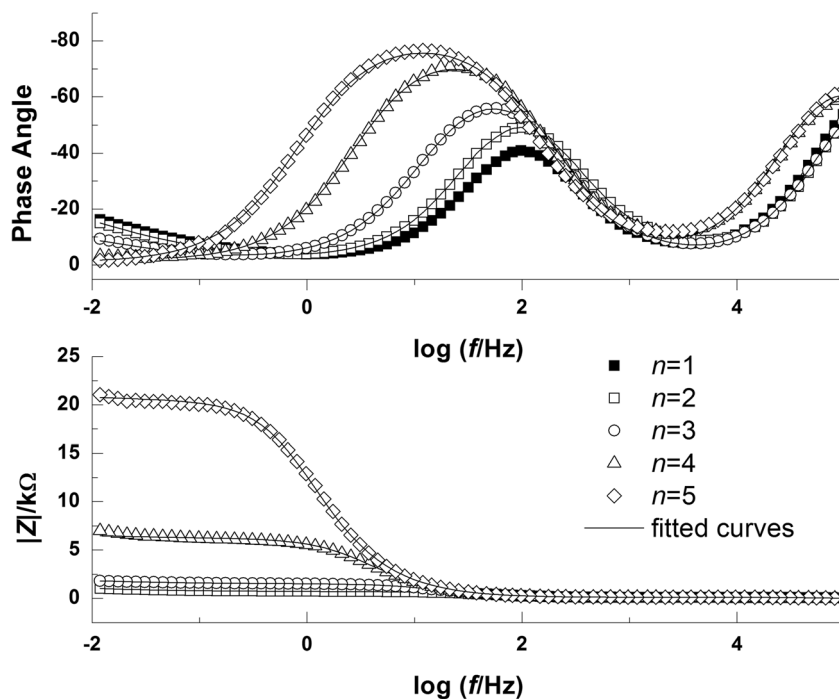 Phase Angle
-80
-60
-40
-20
0
-2
0
2
4
log (f/Hz)
|Z|/kΩ
25
20
15
10
5
0
-2
0
2
4
log (f/Hz)
n=1
n=2
n=3
n=4
n=5
fitted curves